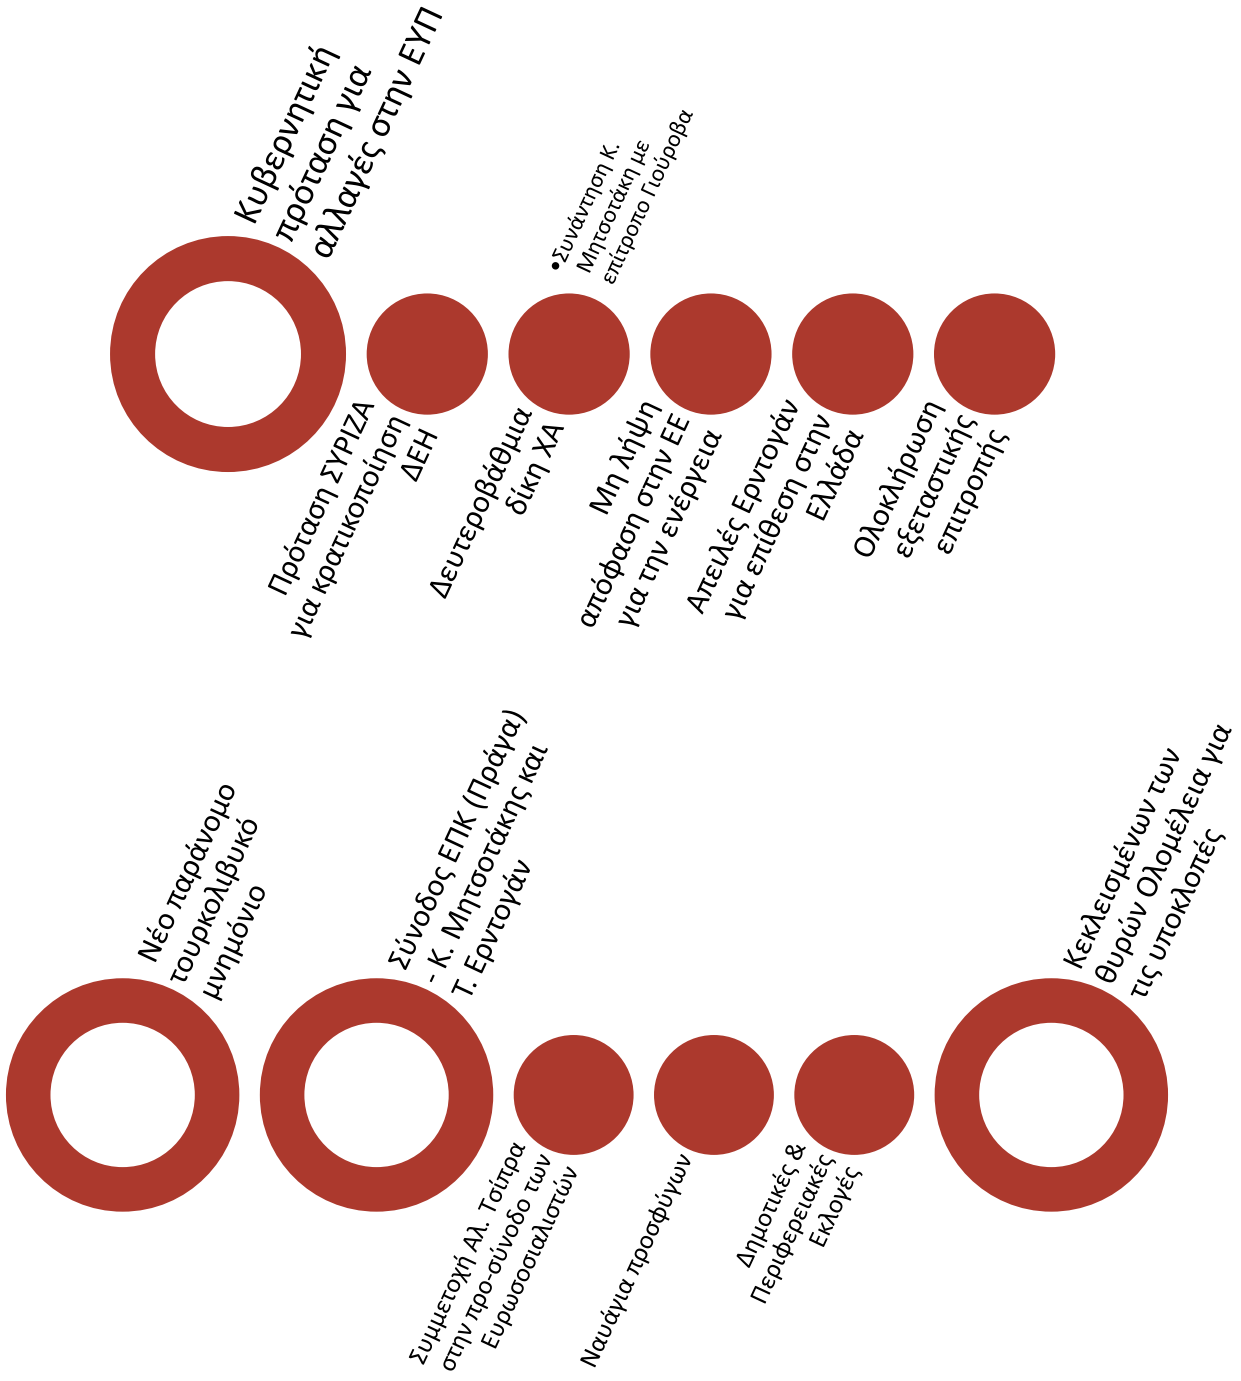 Κυβερνητική
πρόταση για
αλλαγές στην ΕΥΠ
Πρόταση ΣΥΡΙΖΑ
για κρατικοποίηση
ΔΕΗ
•Συνάντηση Κ.
Μητσοτάκη με
επίτροπο Γιούροβα
Δευτεροβάθμια
δίκη ΧΑ
Μη λήψη
απόφαση στην ΕΕ
για την ενέργεια
Απειλές Ερντογάν
για επίθεση στην
Ελλάδα
Ολοκλήρωση
εξεταστικής
επιτροπής
Νέο παράνομο
τουρκολιβυκό
μνημόνιο
Σύνοδος ΕΠΚ (Πράγα)
- Κ. Μητσοτάκης και
Τ. Ερντογάν
Συμμετοχή Αλ. Τσίπρα
στην προ-σύνοδο των
Ευρωσοσιαλιστών
Ναυάγια προσφύγων
Δημοτικές &
Περιφερειακές
Εκλογές
Κεκλεισμένων των
θυρών Ολομέλεια για
τις υποκλοπές